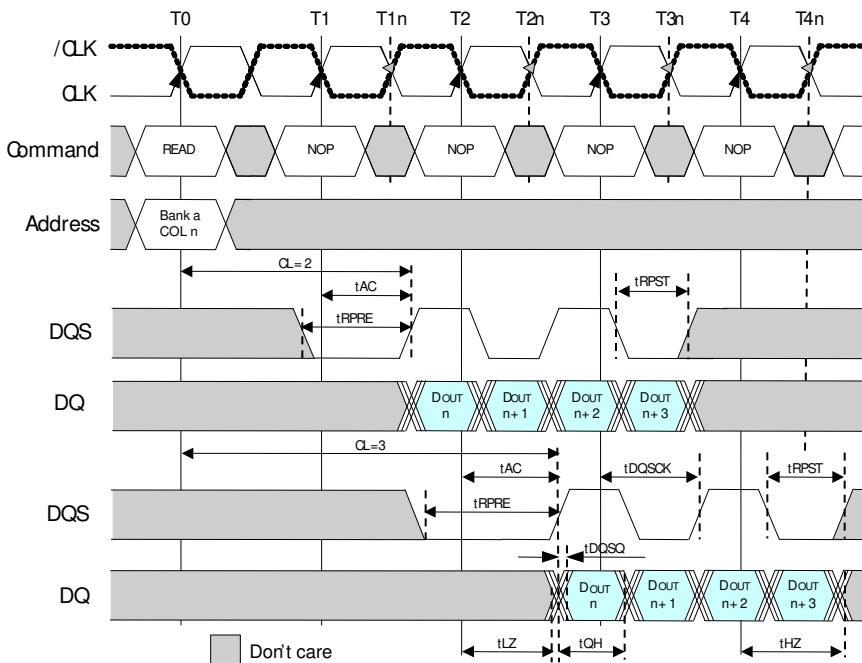 T0 T1 T1n T2 T2n T3 T3n T4 T4n
/CLK
CLK
Command READ NOP NOP NOP NOP
Address Bank a COL n
CL=2
tAC
tRPRE
tRPST
DQS
DQ DOUT n DOUT n+1 DOUT n+2 DOUT n+3
CL=3
tAC tDQSCK tRPST
tRPRE
DQS
tDQSQ
DQ DOUT n DOUT n+1 DOUT n+2 DOUT n+3
tLZ tQH tHZ
Don't care